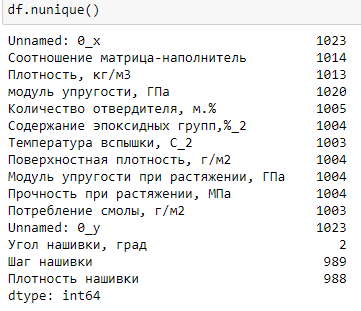 df.nunique()
Unnamed: 0_x 1023
Соотношение матрица-наполнитель 1014
Плотность, кг/м3 1013
модуль упругости, ГПа 1020
Количество отвердителя, м.% 1005
Содержание эпоксидных групп,%_2 1004
Температура вспышки, С_2 1003
Поверхностная плотность, г/м2 1004
Модуль упругости при растяжении, ГПа 1004
Прочность при растяжении, МПа 1004
Потребление смолы, г/м2 1003
Unnamed: 0_y 1023
Угол нашивки, град 2
Шаг нашивки 989
Плотность нашивки 988
dtype: int64